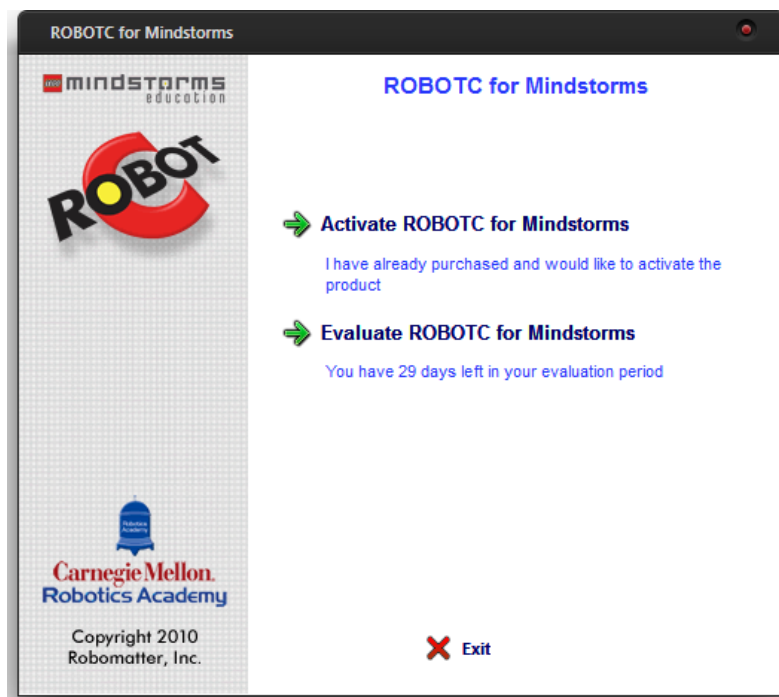 ROBOTC for Mindstorms
mindstorms
education
ROBOTC for Mindstorms
ROBOT C
Activate ROBOTC for Mindstorms
I have already purchased and would like to activate the
product
Evaluate ROBOTC for Mindstorms
You have 29 days left in your evaluation period
Robotics
Academy
Carnegie Mellon.
Robotics Academy
Copyright 2010
Robomatter, Inc.
Exit